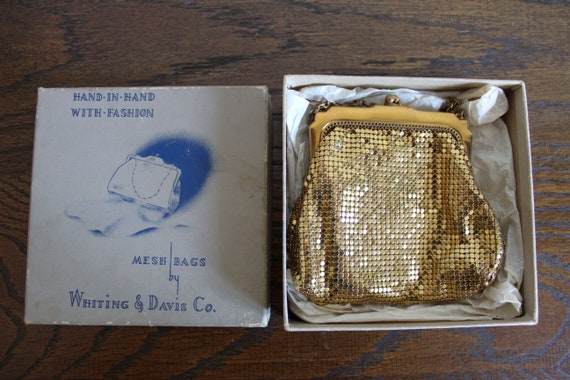 HAND-IN-HAND
WITH-FASHION
MESH BAGS
by
WHITING & DAVIS CO.